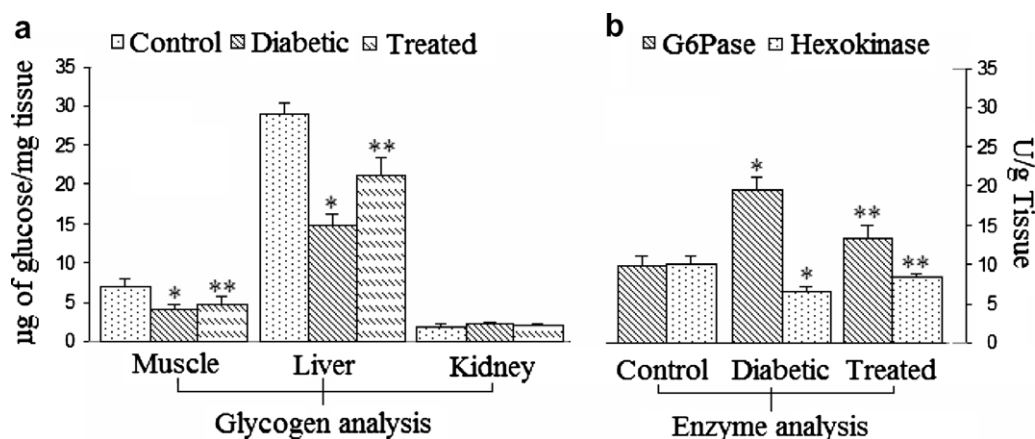 a
Control Diabetic Treated
µg of glucose/mg tissue
35
30
25
20
15
10
5
0
* ** * **
Muscle Liver Kidney
Glycogen analysis
b
G6Pase Hexokinase
35
30
25
20
15
10
5
0
U/g Tissue
* * ** **
Control Diabetic Treated
Enzyme analysis